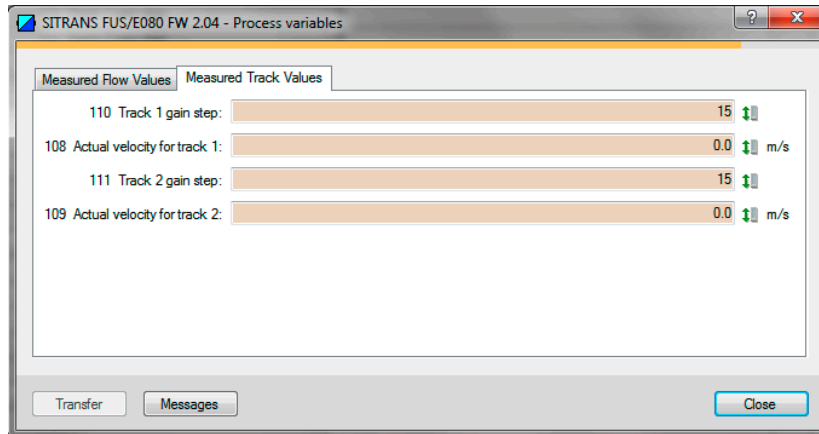 SITRANS FUS/E080 FW 2.04 - Process variables
Measured Flow Values Measured Track Values
110 Track 1 gain step: 15
108 Actual velocity for track 1: 0.0 m/s
111 Track 2 gain step: 15
109 Actual velocity for track 2: 0.0 m/s
Transfer Messages Close